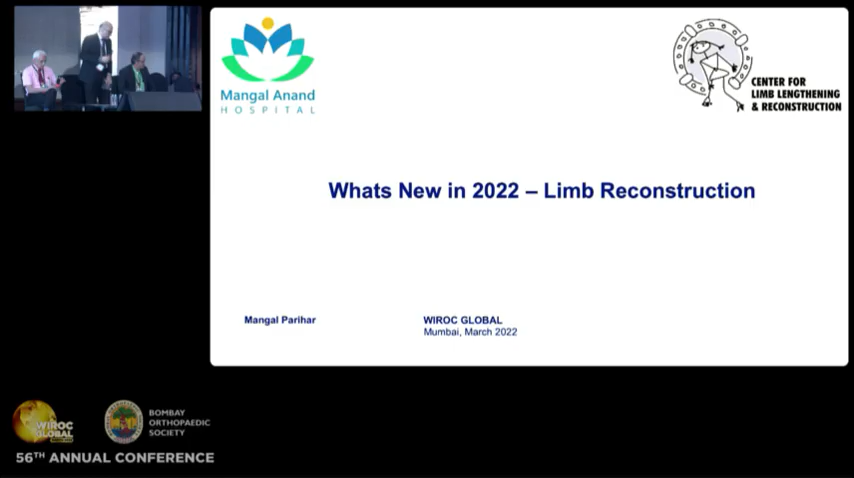 Mangal Anand
HOSPITAL
CENTER FOR
LIMB LENGTHENING
& RECONSTRUCTION
Whats New in 2022 – Limb Reconstruction
Mangal Parihar
WIROC GLOBAL
Mumbai, March 2022
WIROC
GLOBAL
BOMBAY
ORTHOPAEDIC
SOCIETY
56TH ANNUAL CONFERENCE